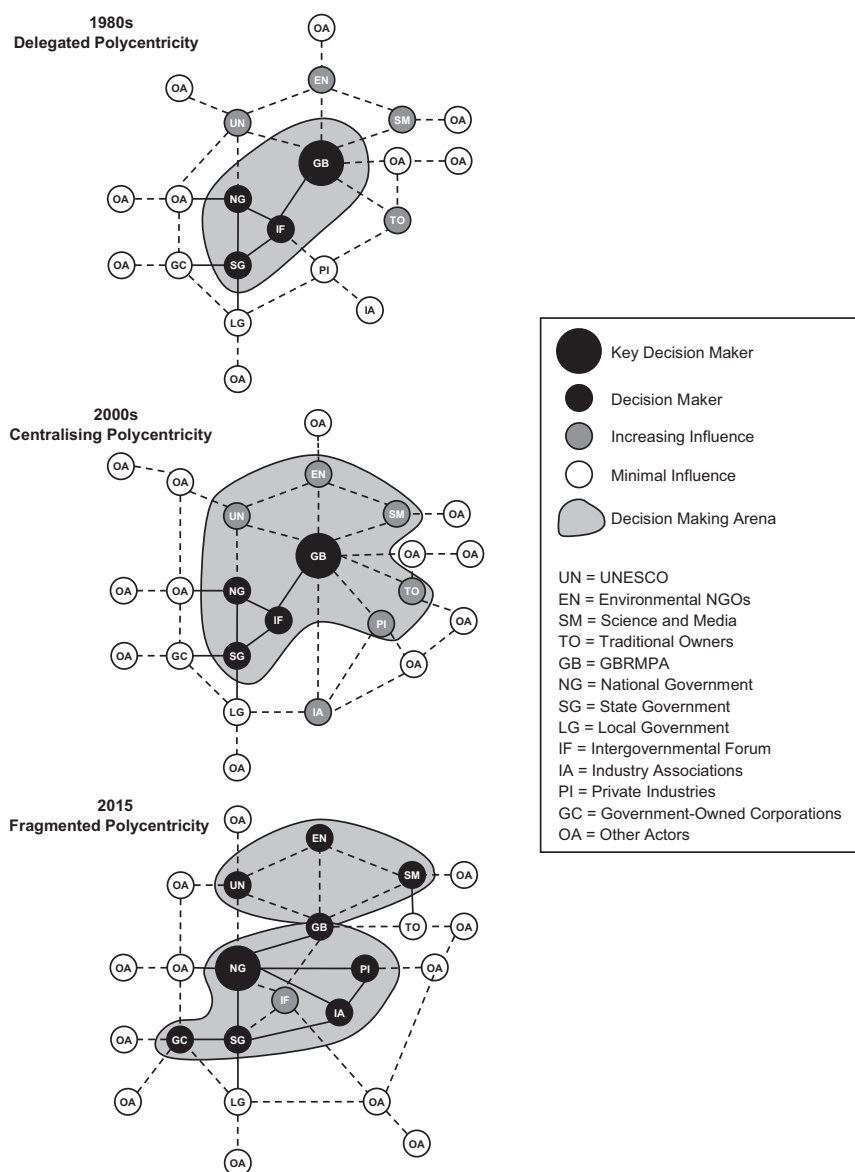 1980s
Delegated Polycentricity
OA
EN
OA
UN
SM
OA
GB
OA
OA
OA
OA
NG
TO
IF
OA
GC
SG
PI
LG
IA
OA
2000s
Centralising Polycentricity
OA
OA
OA
EN
UN
SM
OA
GB
OA
OA
OA
OA
NG
TO
IF
PI
OA
OA
GC
SG
OA
LG
IA
OA
2015
Fragmented Polycentricity
OA
EN
OA
UN
SM
OA
GB
TO
OA
OA
OA
NG
PI
OA
IF
IA
OA
GC
SG
OA
LG
OA
OA
OA
Key Decision Maker
Decision Maker
Increasing Influence
Minimal Influence
Decision Making Arena
UN = UNESCO
EN = Environmental NGOs
SM = Science and Media
TO = Traditional Owners
GB = GBRMPA
NG = National Government
SG = State Government
LG = Local Government
IF = Intergovernmental Forum
IA = Industry Associations
PI = Private Industries
GC = Government-Owned Corporations
OA = Other Actors